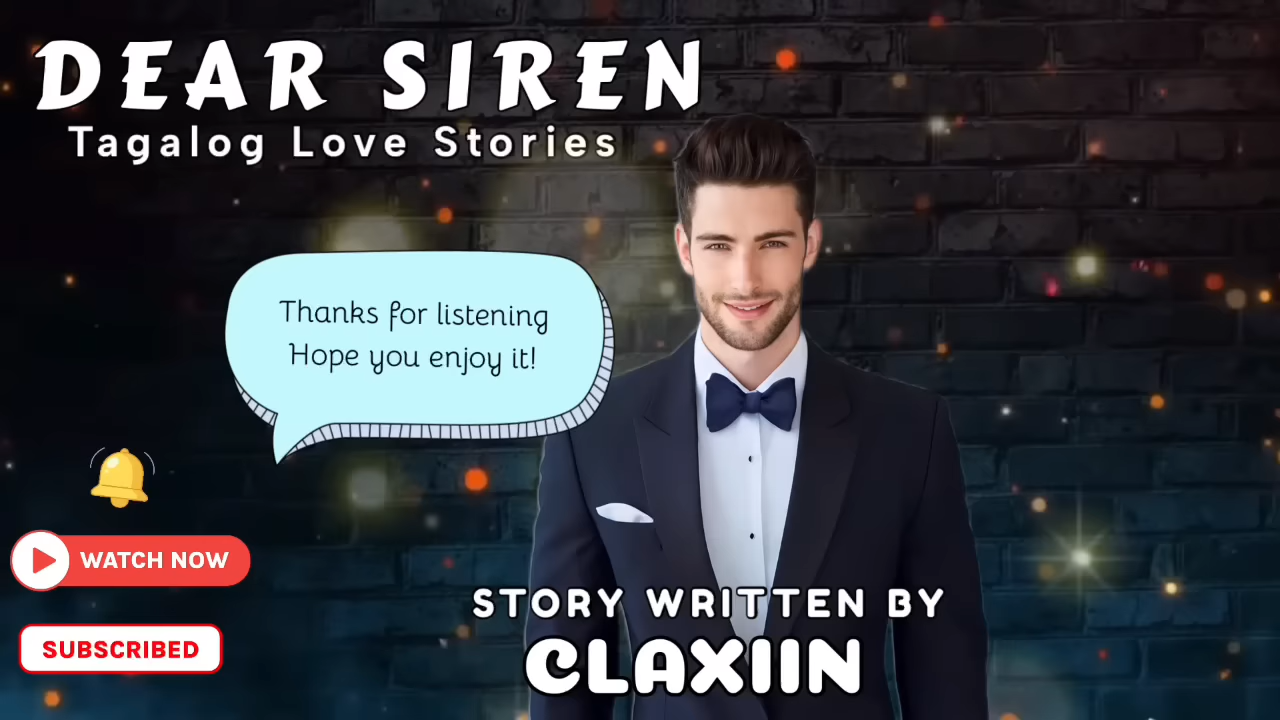 DEAR SIREN
Tagalog Love Stories
Thanks for listening
Hope you enjoy it!
WATCH NOW
SUBSCRIBED
STORY WRITTEN BY
CLAXIIN